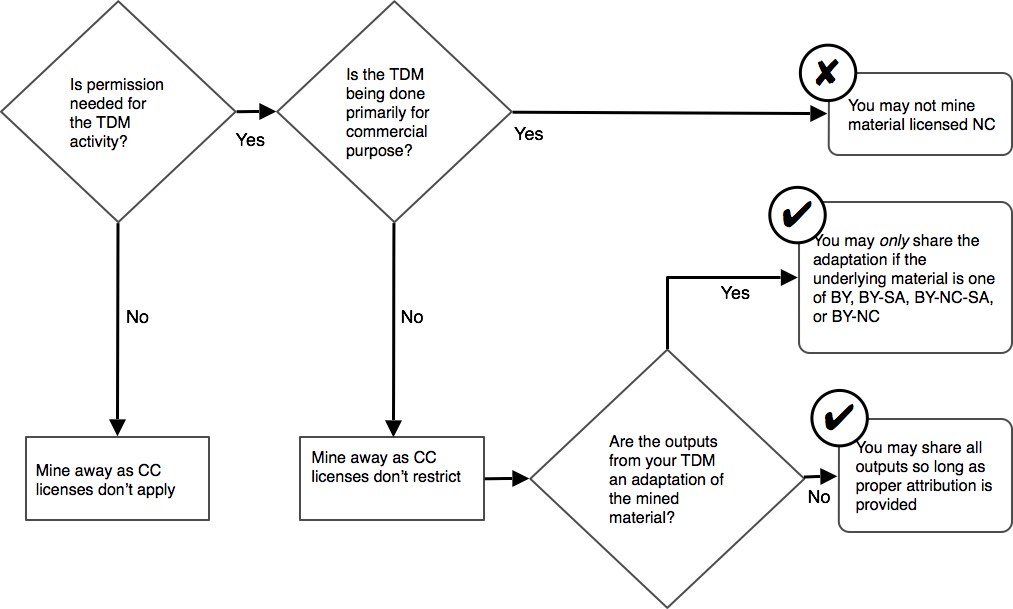 Is permission
needed for
the TDM
activity?
Yes
No
Mine away as CC
licenses don't apply
Is the TDM
being done
primarily for
commercial
purpose?
Yes
No
You may not mine
material licensed NC
Mine away as CC
licenses don't restrict
Are the outputs
from your TDM
an adaptation of
the mined
material?
Yes
You may only share the
adaptation if the
underlying material is one
of BY, BY-SA, BY-NC-SA,
or BY-NC
No
You may share all
outputs so long as
proper attribution is
provided